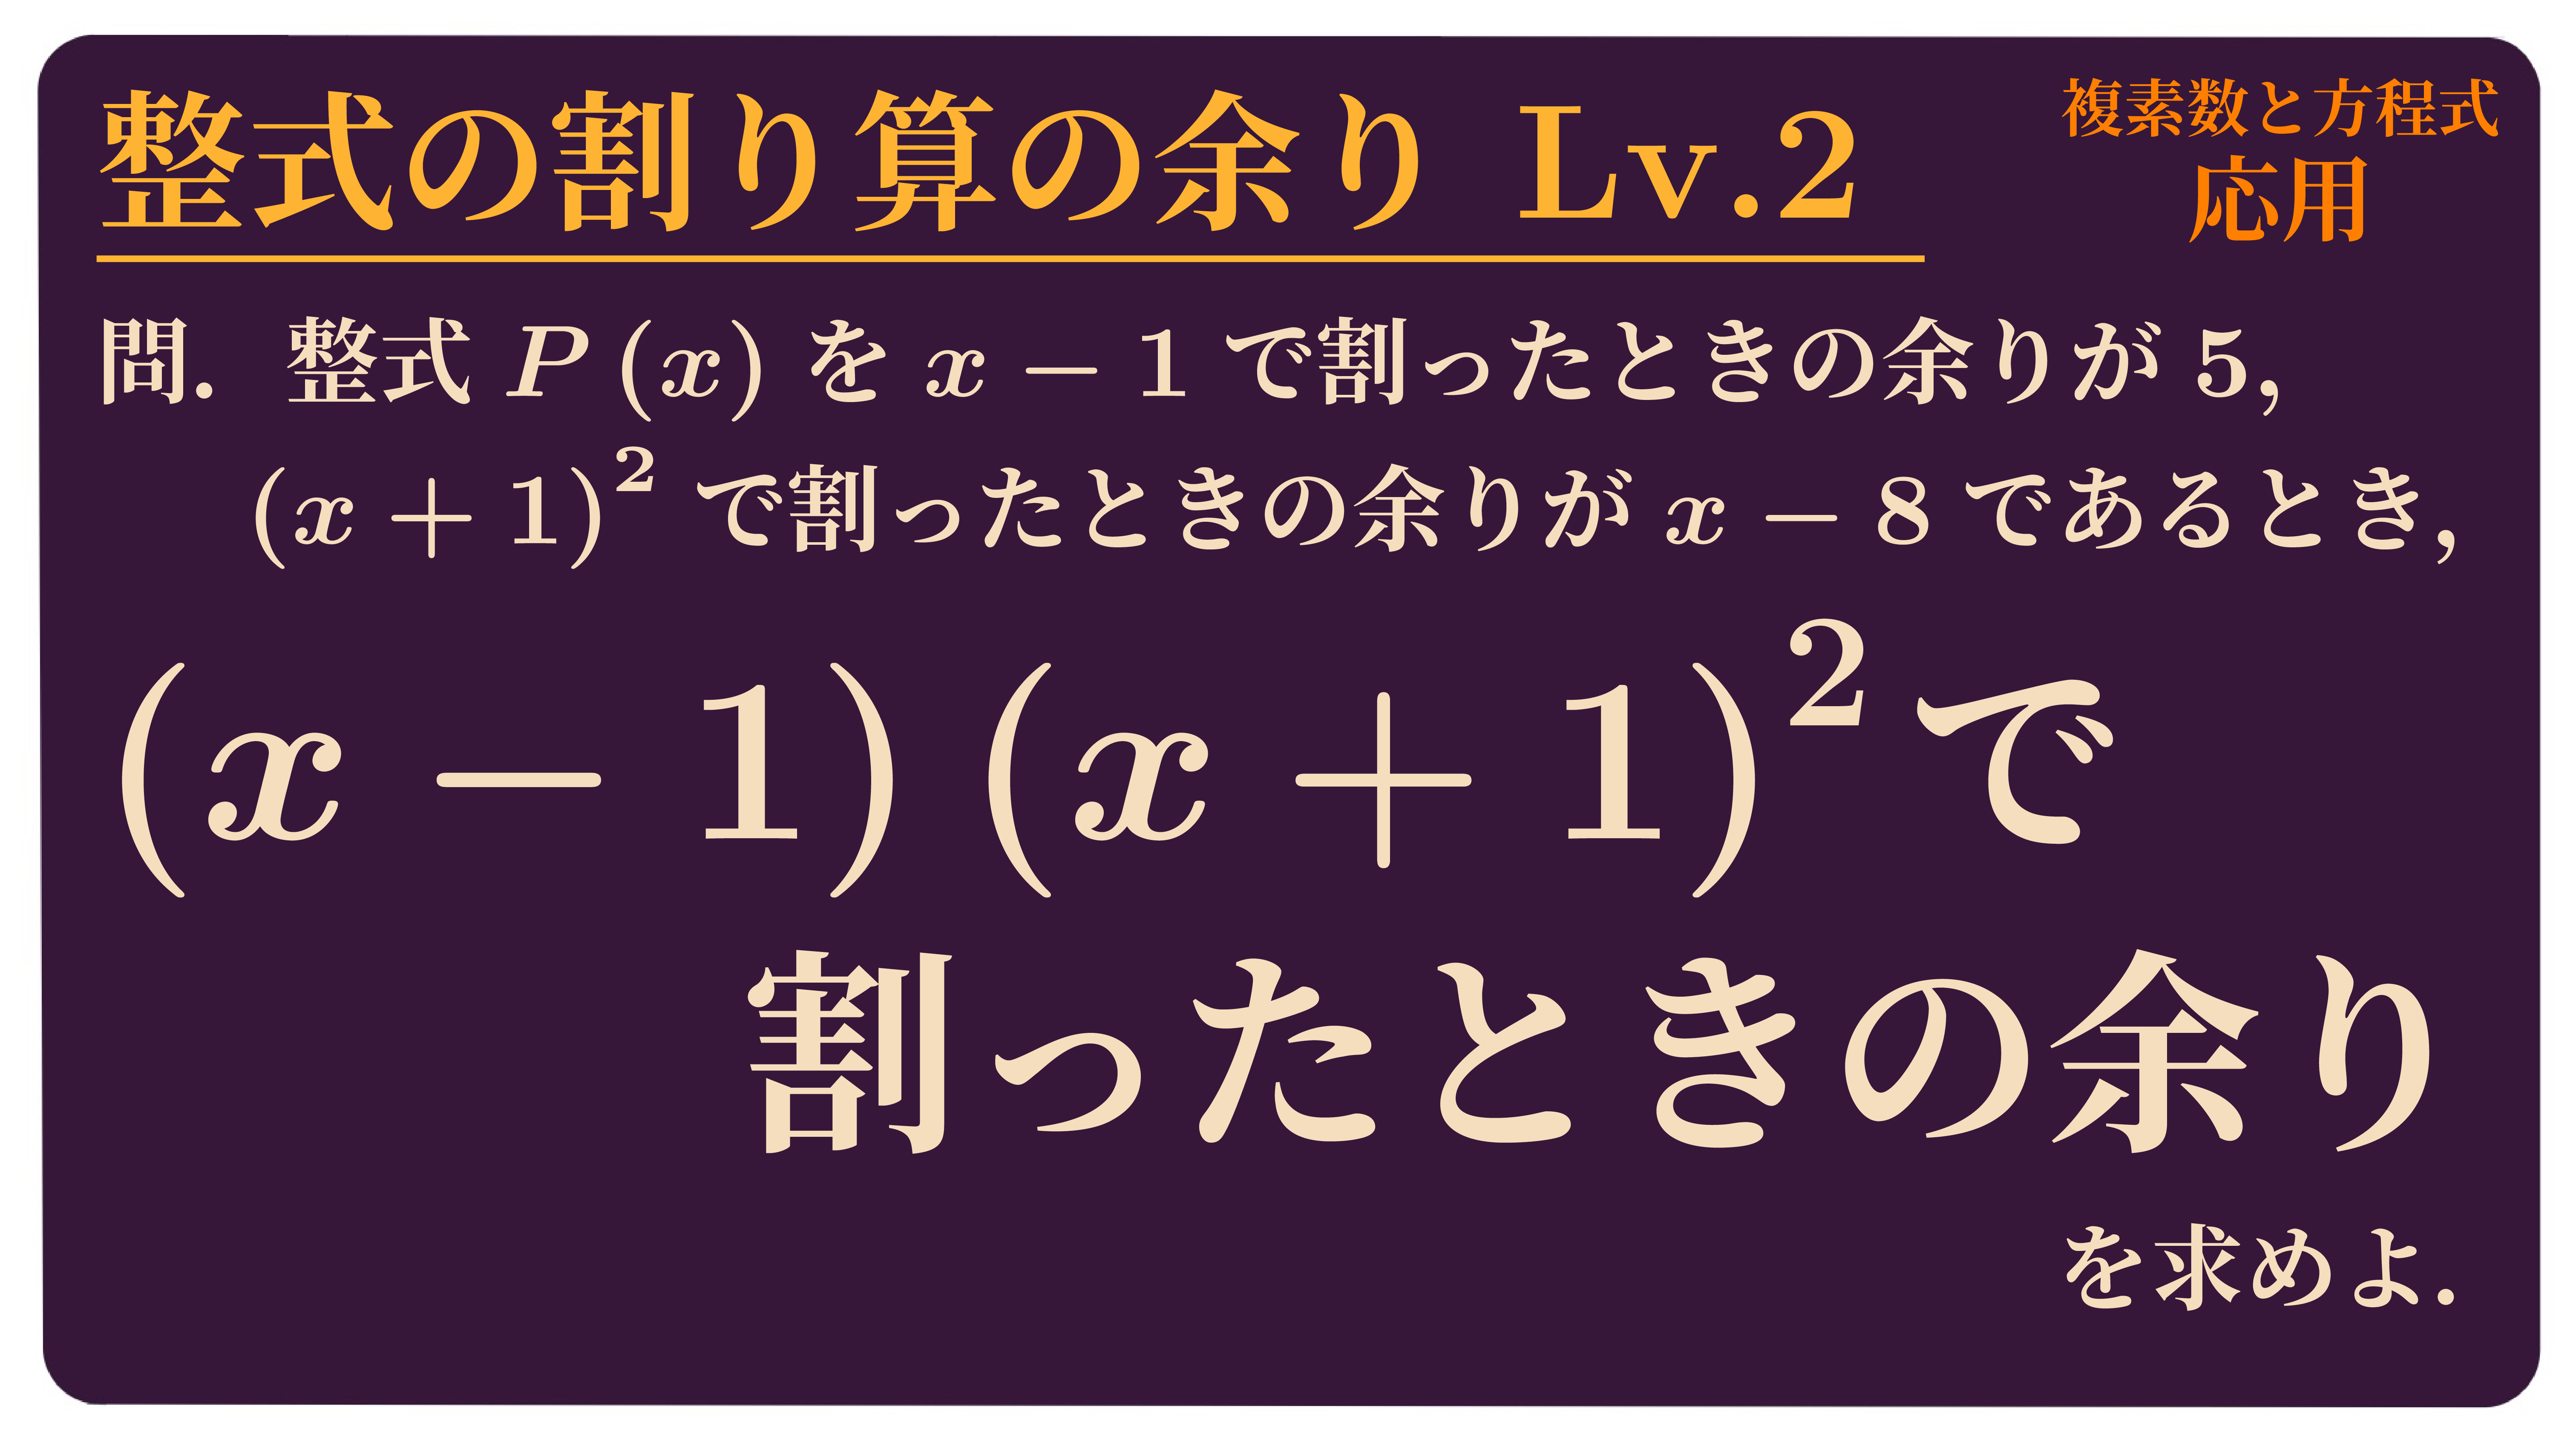 整式の割り算の余り Lv.2
複素数と方程式
応用
問. 整式 P(x) を x − 1 で割ったときの余りが 5,
(x + 1)² で割ったときの余りが x − 8 であるとき,
(x − 1)(x + 1)² で
割ったときの余り
を求めよ.